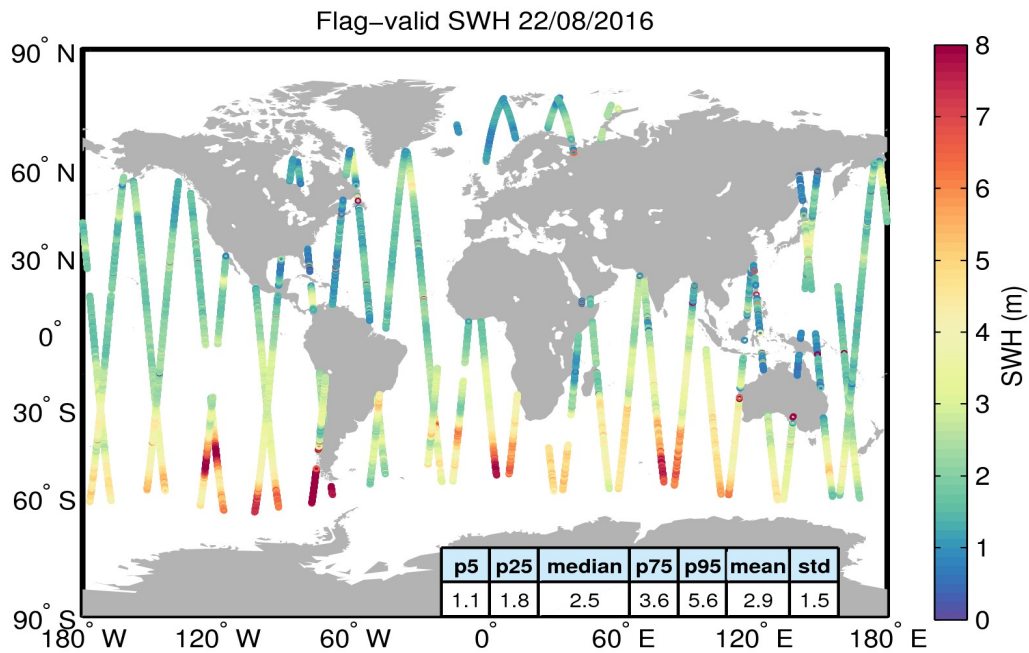 Flag−valid SWH 22/08/2016
90° N
60° N
30° N
0°
30° S
60° S
90° S
180° W
120° W
60° W
0°
60° E
120° E
180° E
p5 p25 median p75 p95 mean std
1.1 1.8 2.5 3.6 5.6 2.9 1.5
8
7
6
5
4
3
2
1
0
SWH (m)